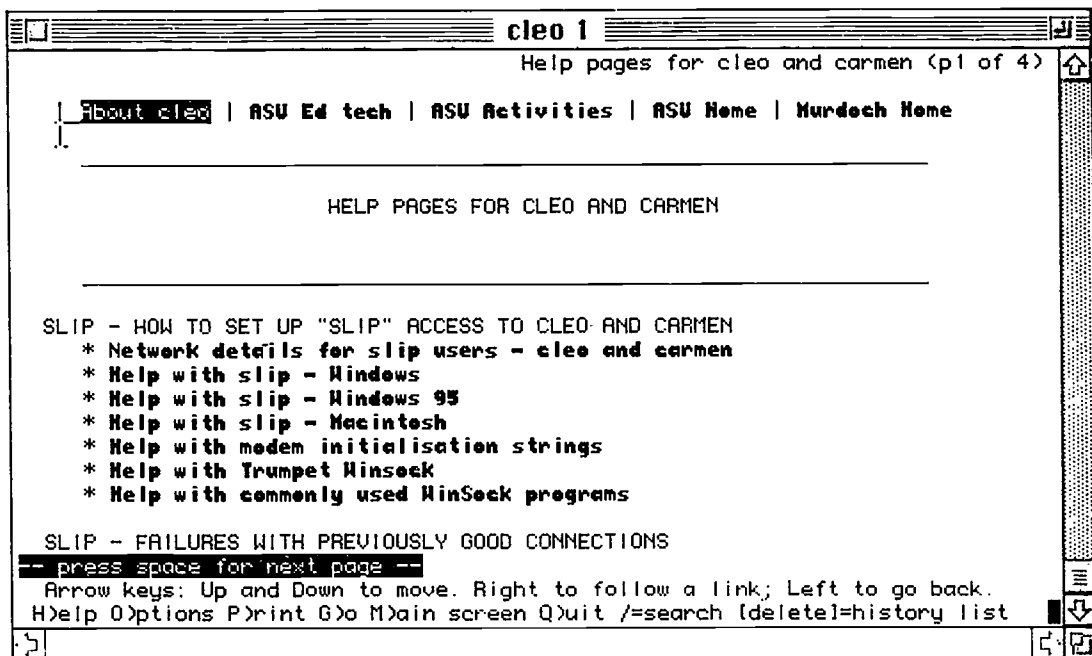 cleo 1
Help pages for cleo and carmen (p1 of 4)
About cleo | ASU Ed tech | ASU Activities | ASU Home | Murdoch Home
HELP PAGES FOR CLEO AND CARMEN
SLIP - HOW TO SET UP "SLIP" ACCESS TO CLEO AND CARMEN
* Network details for slip users - cleo and carmen
* Help with slip - Windows
* Help with slip - Windows 95
* Help with slip - Macintosh
* Help with modem initialisation strings
* Help with Trumpet Winsock
* Help with commonly used WinSock programs
SLIP - FAILURES WITH PREVIOUSLY GOOD CONNECTIONS
-- press space for next page --
Arrow keys: Up and Down to move. Right to follow a link; Left to go back.
H)elp O)ptions P)rint G)o M)ain screen Q)uit /=search [delete]=history list